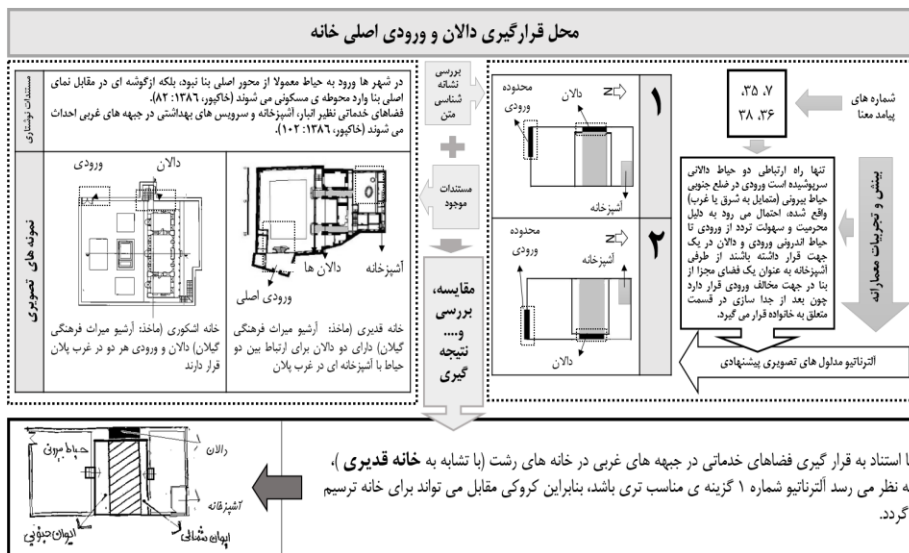 محل قرارگیری دالان و ورودی اصلی خانه
شماره های
پیامد معنا
۷، ۳۵،
۳۶، ۳۸
بینش و تجربیات معمارانه
تنها راه ارتباطی دو حیاط دالانی
سرپوشیده است ورودی در ضلع جنوبی
حیاط بیرونی (متمایل به شرق یا غرب)
واقع شده، احتمال می رود به دلیل
محرمیت و سهولت تردد از ورودی تا
حیاط اندرونی ورودی و دالان در یک
جهت قرار داشته باشند از طرفی
آشپزخانه به عنوان یک فضای مجزا از
بنا در جهت مخالف ورودی قرار دارد
چون بعد از جدا سازی در قسمت
متعلق به خانواده قرار می گیرد.
آلترناتیو مدلول های تصویری پیشنهادی
۱
محدوده
ورودی
دالان
N
آشپزخانه
۲
محدوده
ورودی
آشپزخانه
N
دالان
بررسی
نشانه
شناسی
متن
مستندات
موجود
مقایسه،
بررسی
و....
نتیجه
گیری
مستندات نوشتاری
در شهر ها ورود به حیاط معمولا از محور اصلی بنا نبود، بلکه ازگوشه ای در مقابل نمای
اصلی بنا وارد محوطه ی مسکونی می شوند (خاکپور، ۱۳۸۶: ۸۲).
فضاهای خدماتی نظیر انبار، آشپزخانه و سرویس های بهداشتی در جبهه های غربی احداث
می شوند (خاکپور، ۱۳۸۶: ۱۰۲).
نمونه های تصویری
آشپزخانه
دالان ها
ورودی اصلی
خانه قدیری (ماخذ: آرشیو میراث فرهنگی
گیلان) دارای دو دالان برای ارتباط بین دو
حیاط با آشپزخانه ای در غرب پلان
دالان
ورودی
خانه اشکوری (ماخذ: آرشیو میراث فرهنگی
گیلان) دالان و ورودی هر دو در غرب پلان
قرار دارند
ا استناد به قرار گیری فضاهای خدماتی در جبهه های غربی در خانه های رشت (با تشابه به خانه قدیری )،
ه نظر می رسد آلترناتیو شماره ۱ گزینه ی مناسب تری باشد، بنابراین کروکی مقابل می تواند برای خانه ترسیم
گردد.
دالان
حیاط بیرونی
آشپزخانه
ایوان شمالی
ایوان جنوبی